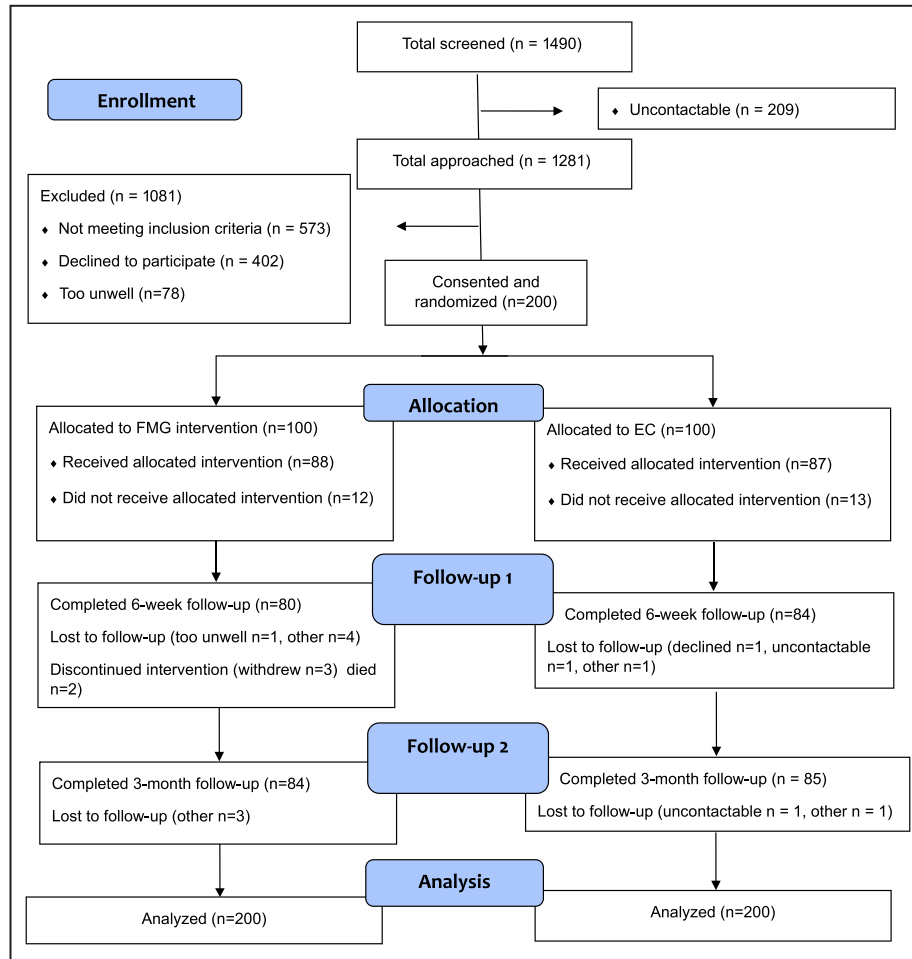 Total screened (n = 1490)
Enrollment
♦ Uncontactable (n = 209)
Total approached (n = 1281)
Excluded (n = 1081)
♦ Not meeting inclusion criteria (n = 573)
♦ Declined to participate (n = 402)
♦ Too unwell (n=78)
Consented and
randomized (n=200)
Allocation
Allocated to FMG intervention (n=100)
♦ Received allocated intervention (n=88)
♦ Did not receive allocated intervention (n=12)
Allocated to EC (n=100)
♦ Received allocated intervention (n=87)
♦ Did not receive allocated intervention (n=13)
Follow-up 1
Completed 6-week follow-up (n=80)
Lost to follow-up (too unwell n=1, other n=4)
Discontinued intervention (withdrew n=3) died
n=2)
Completed 6-week follow-up (n=84)
Lost to follow-up (declined n=1, uncontactable
n=1, other n=1)
Follow-up 2
Completed 3-month follow-up (n=84)
Lost to follow-up (other n=3)
Completed 3-month follow-up (n = 85)
Lost to follow-up (uncontactable n = 1, other n = 1)
Analysis
Analyzed (n=200)
Analyzed (n=200)